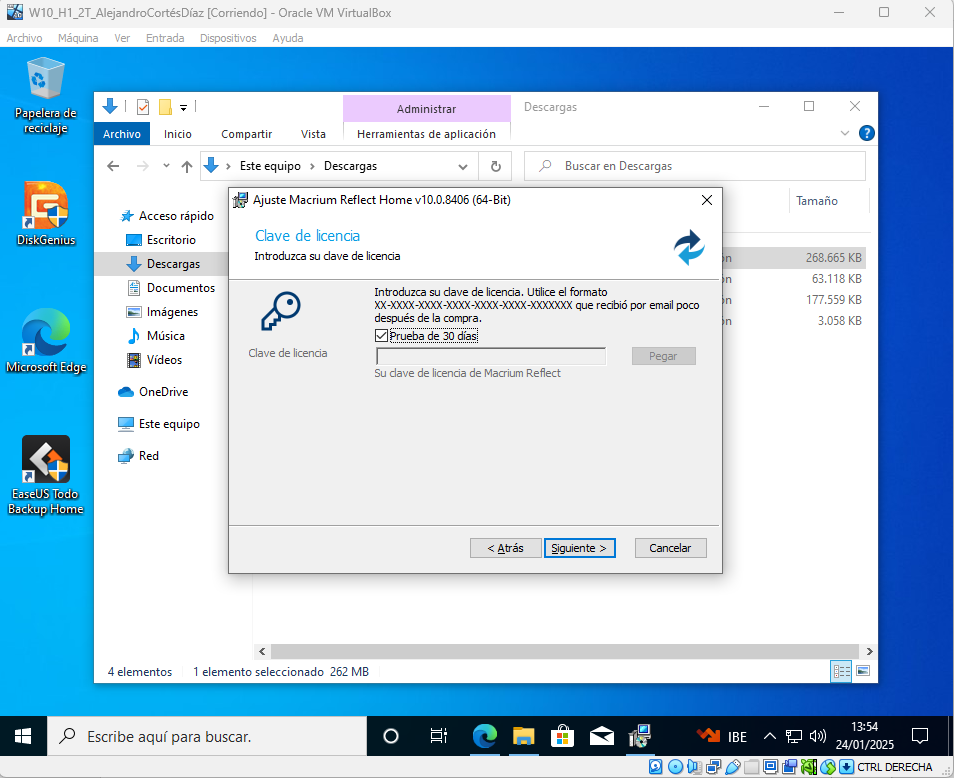 W10_H1_2T_AlejandroCortésDíaz [Corriendo] - Oracle VM VirtualBox
Archivo Máquina Ver Entrada Dispositivos Ayuda
Papelera de
reciclaje
DiskGenius
Microsoft Edge
EaseUS Todo
Backup Home
Administrar
Descargas
Archivo Inicio Compartir Vista Herramientas de aplicación
Este equipo Descargas
Buscar en Descargas
Tamaño
Acceso rápido
Escritorio
Descargas
Documentos
Imágenes
Música
Vídeos
OneDrive
Este equipo
Red
268.665 KB
63.118 KB
177.559 KB
3.058 KB
Ajuste Macrium Reflect Home v10.0.8406 (64-Bit)
Clave de licencia
Introduzca su clave de licencia
Introduzca su clave de licencia. Utilice el formato
XX-XXXX-XXXX-XXXX-XXXX-XXXX-XXXXXXX que recibió por email poco
después de la compra.
Prueba de 30 días
Clave de licencia
Pegar
Su clave de licencia de Macrium Reflect
< Atrás Siguiente > Cancelar
4 elementos 1 elemento seleccionado 262 MB
Escribe aquí para buscar.
IBE
13:54
24/01/2025
CTRL DERECHA